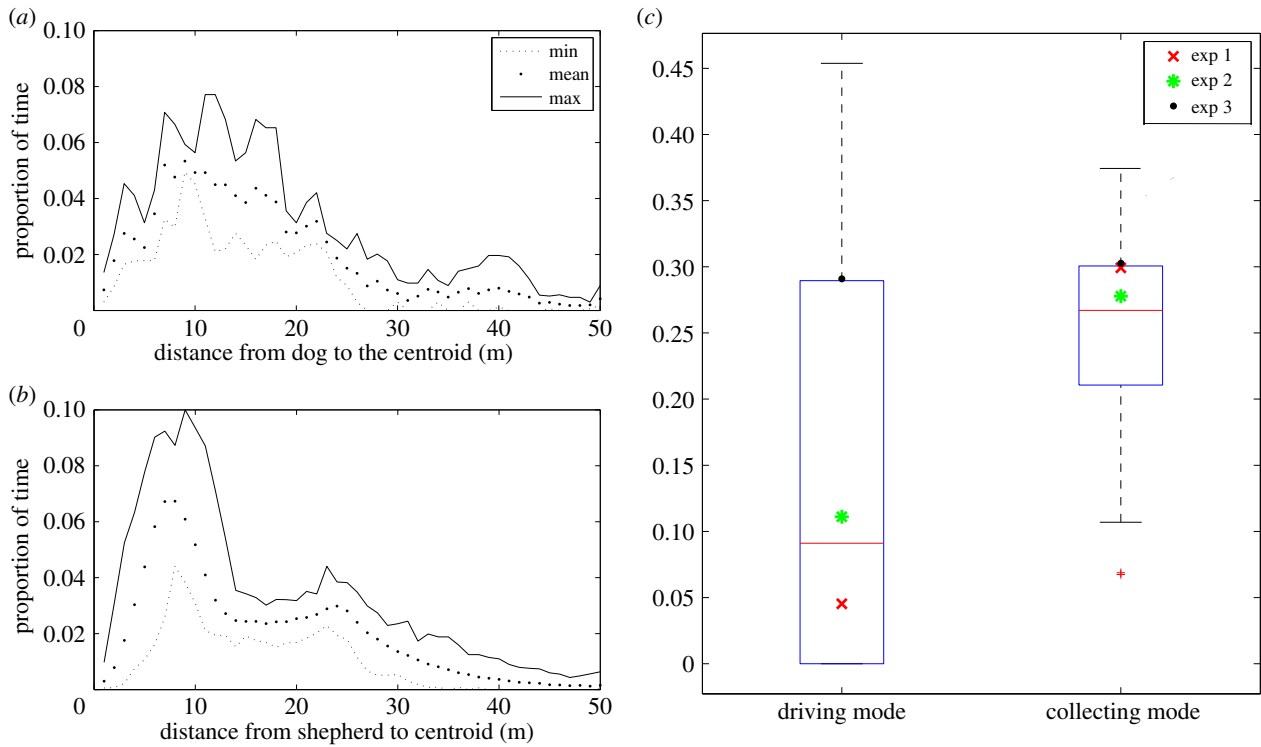 (a)
0.10
0.08
0.06
0.04
0.02
proportion of time
min
mean
max
0 10 20 30 40 50
distance from dog to the centroid (m)
(b)
0.10
0.08
0.06
0.04
0.02
proportion of time
0 10 20 30 40 50
distance from shepherd to centroid (m)
(c)
0.45
0.40
0.35
0.30
0.25
0.20
0.15
0.10
0.05
0
exp 1
exp 2
exp 3
driving mode collecting mode